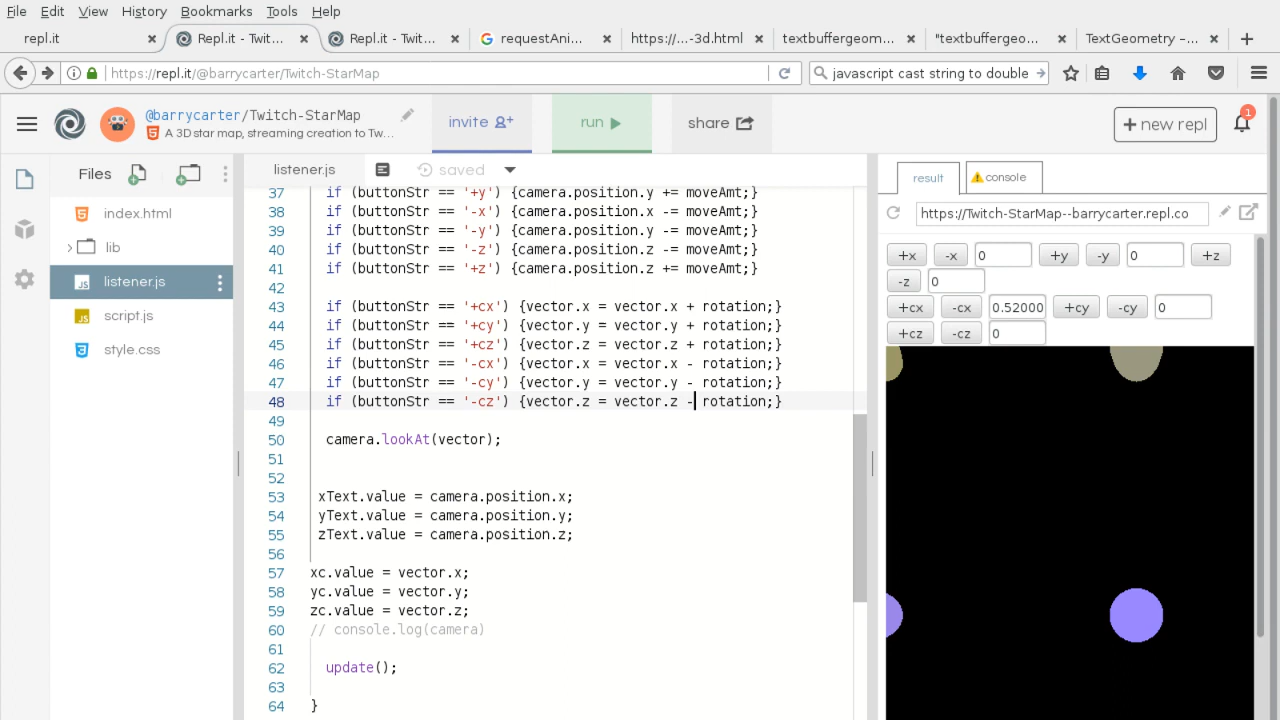 File Edit View History Bookmarks Tools Help
repl.it × Repl.it - Twit... × Repl.it - Twit... × requestAni... × https:/...-3d.html × textbuffergeom... × "textbuffergeo... × TextGeometry –... ×
https://repl.it/@barrycarter/Twitch-StarMap javascript cast string to double
@barrycarter/Twitch-StarMap
A 3D star map, streaming creation to Tw...
invite run share + new repl 1
Files listener.js saved result console
index.html
lib
listener.js
script.js
style.css
https://Twitch-StarMap--barrycarter.repl.co
+x -x 0 +y -y 0 +z
-z 0
+cx -cx 0.52000 +cy -cy 0
+cz -cz 0
37 if (buttonStr == '+y') {camera.position.y += moveAmt;}
38 if (buttonStr == '-x') {camera.position.x -= moveAmt;}
39 if (buttonStr == '-y') {camera.position.y -= moveAmt;}
40 if (buttonStr == '-z') {camera.position.z -= moveAmt;}
41 if (buttonStr == '+z') {camera.position.z += moveAmt;}
42
43 if (buttonStr == '+cx') {vector.x = vector.x + rotation;}
44 if (buttonStr == '+cy') {vector.y = vector.y + rotation;}
45 if (buttonStr == '+cz') {vector.z = vector.z + rotation;}
46 if (buttonStr == '-cx') {vector.x = vector.x - rotation;}
47 if (buttonStr == '-cy') {vector.y = vector.y - rotation;}
48 if (buttonStr == '-cz') {vector.z = vector.z - rotation;}
49
50 camera.lookAt(vector);
51
52
53 xText.value = camera.position.x;
54 yText.value = camera.position.y;
55 zText.value = camera.position.z;
56
57 xc.value = vector.x;
58 yc.value = vector.y;
59 zc.value = vector.z;
60 // console.log(camera)
61
62 update();
63
64 }